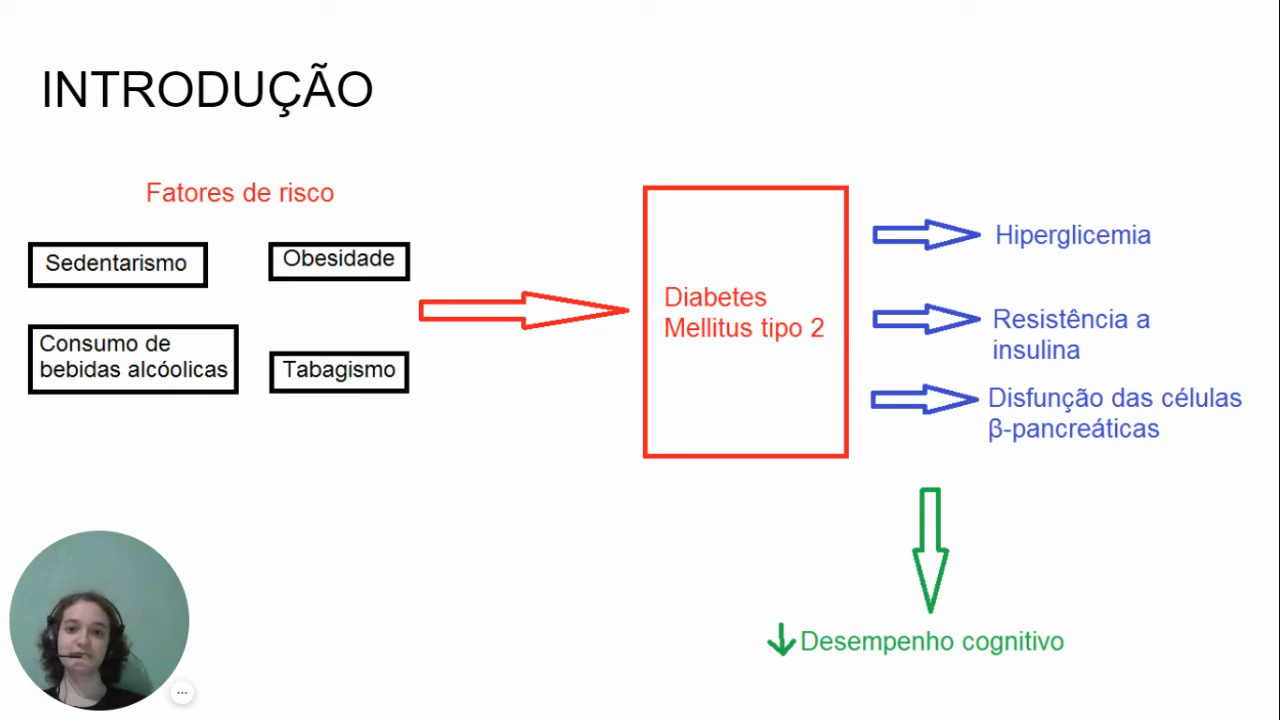 INTRODUÇÃO
Fatores de risco
Sedentarismo
Obesidade
Consumo de
bebidas alcóolicas
Tabagismo
Diabetes
Mellitus tipo 2
Hiperglicemia
Resistência a
insulina
Disfunção das células
β-pancreáticas
Desempenho cognitivo